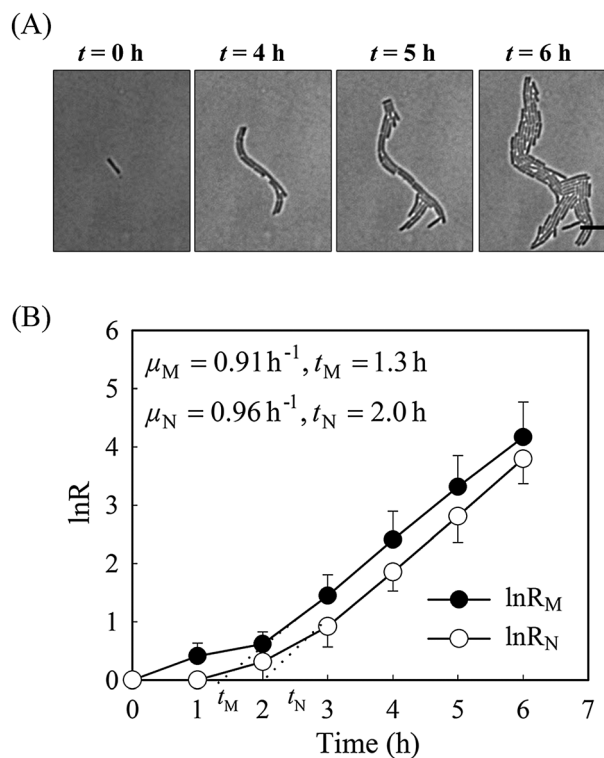 (A)
t = 0 h
t = 4 h
t = 5 h
t = 6 h
(B)
μM = 0.91 h-1, tM = 1.3 h
μN = 0.96 h-1, tN = 2.0 h
lnR
6
5
4
3
2
1
0
lnRM
lnRN
0 1 tM 2 tN 3 4 5 6 7
Time (h)